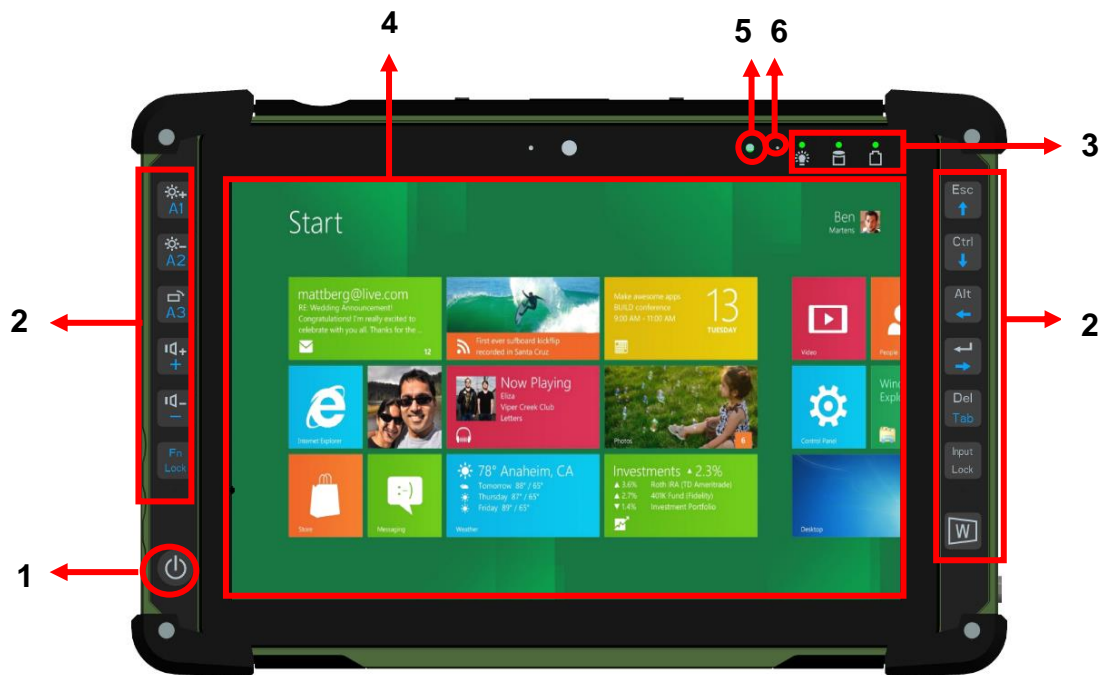 4
5 6
3
2
1
2
A1
A2
A3
+
−
Fn
Lock
Esc
Ctrl
Alt
Del
Tab
Input
Lock
W
Start
Ben
Martens
mattberg@live.com
RE: Wedding Announcement!
Congratulations! I'm really excited to
celebrate with you all. Thanks for the ...
12
First ever sufboard kickflip
recorded in Santa Cruz
Make awesome apps
BUILD conference
9:00 AM - 11:00 AM
13
TUESDAY
Video
People
Internet Explorer
Now Playing
Eliza
Viper Creek Club
Letters
Photos
6
Control Panel
Wind
Explo
Store
:-)
Messaging
78° Anaheim, CA
Tomorrow 88°/65°
Thursday 87°/65°
Friday 89°/65°
Weather
Investments ▲2.3%
▲ 3.6% Roth IRA (TD Ameritrade)
▲ 2.7% 401K Fund (Fidelity)
▼ 1.4% Investment Portfolio
Desktop